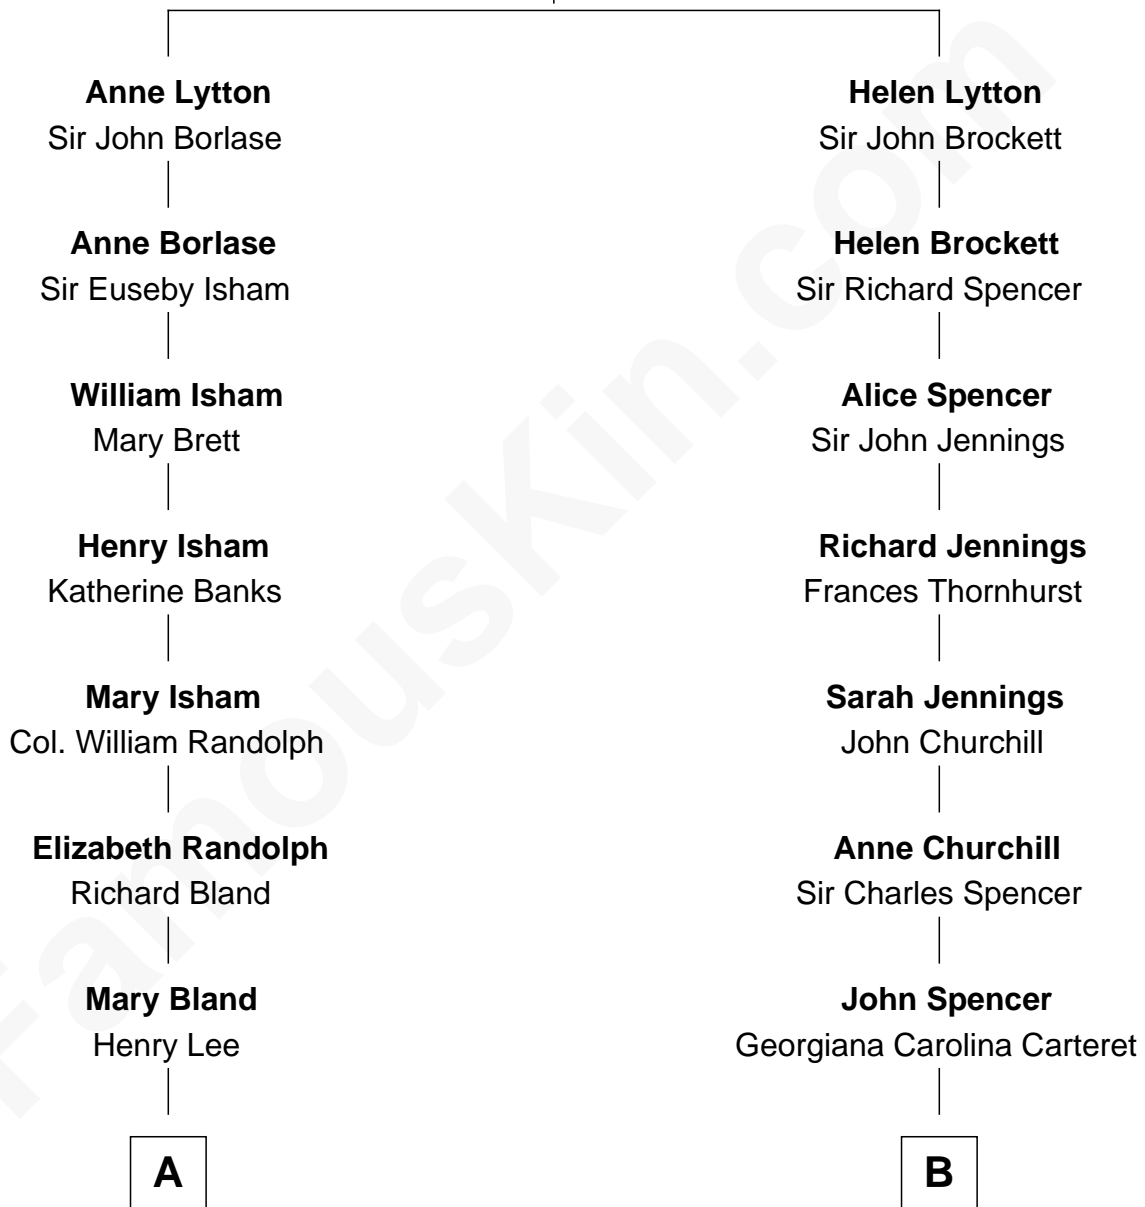 Anne Lytton
Sir John Borlase
Helen Lytton
Sir John Brockett
Anne Borlase
Sir Euseby Isham
Helen Brockett
Sir Richard Spencer
William Isham
Mary Brett
Alice Spencer
Sir John Jennings
Henry Isham
Katherine Banks
Richard Jennings
Frances Thornhurst
Mary Isham
Col. William Randolph
Sarah Jennings
John Churchill
Elizabeth Randolph
Richard Bland
Anne Churchill
Sir Charles Spencer
Mary Bland
Henry Lee
John Spencer
Georgiana Carolina Carteret
A
B
FamousKin.com